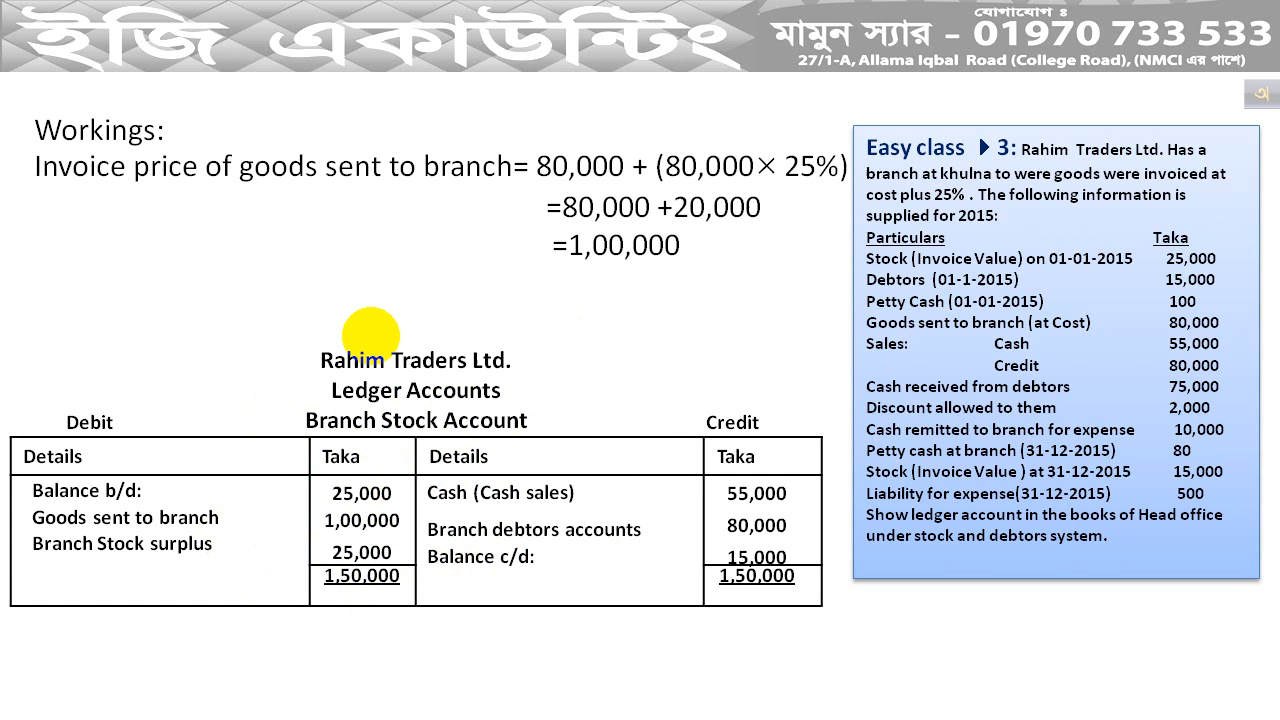 ইজি একাউন্টিং
যোগাযোগ ঃ
মামুন স্যার – 01970 733 533
27/1-A, Allama Iqbal Road (College Road), (NMCI এর পাশে)
অ
Workings:
Invoice price of goods sent to branch= 80,000 + (80,000× 25%)
=80,000 +20,000
=1,00,000
Rahim Traders Ltd.
Ledger Accounts
Debit Branch Stock Account Credit
Details Taka Details Taka
Balance b/d: 25,000 Cash (Cash sales) 55,000
Goods sent to branch 1,00,000 Branch debtors accounts 80,000
Branch Stock surplus 25,000 Balance c/d: 15,000
1,50,000 1,50,000
Easy class 3: Rahim Traders Ltd. Has a
branch at khulna to were goods were invoiced at
cost plus 25% . The following information is
supplied for 2015:
Particulars Taka
Stock (Invoice Value) on 01-01-2015 25,000
Debtors (01-1-2015) 15,000
Petty Cash (01-01-2015) 100
Goods sent to branch (at Cost) 80,000
Sales: Cash 55,000
Credit 80,000
Cash received from debtors 75,000
Discount allowed to them 2,000
Cash remitted to branch for expense 10,000
Petty cash at branch (31-12-2015) 80
Stock (Invoice Value ) at 31-12-2015 15,000
Liability for expense(31-12-2015) 500
Show ledger account in the books of Head office
under stock and debtors system.